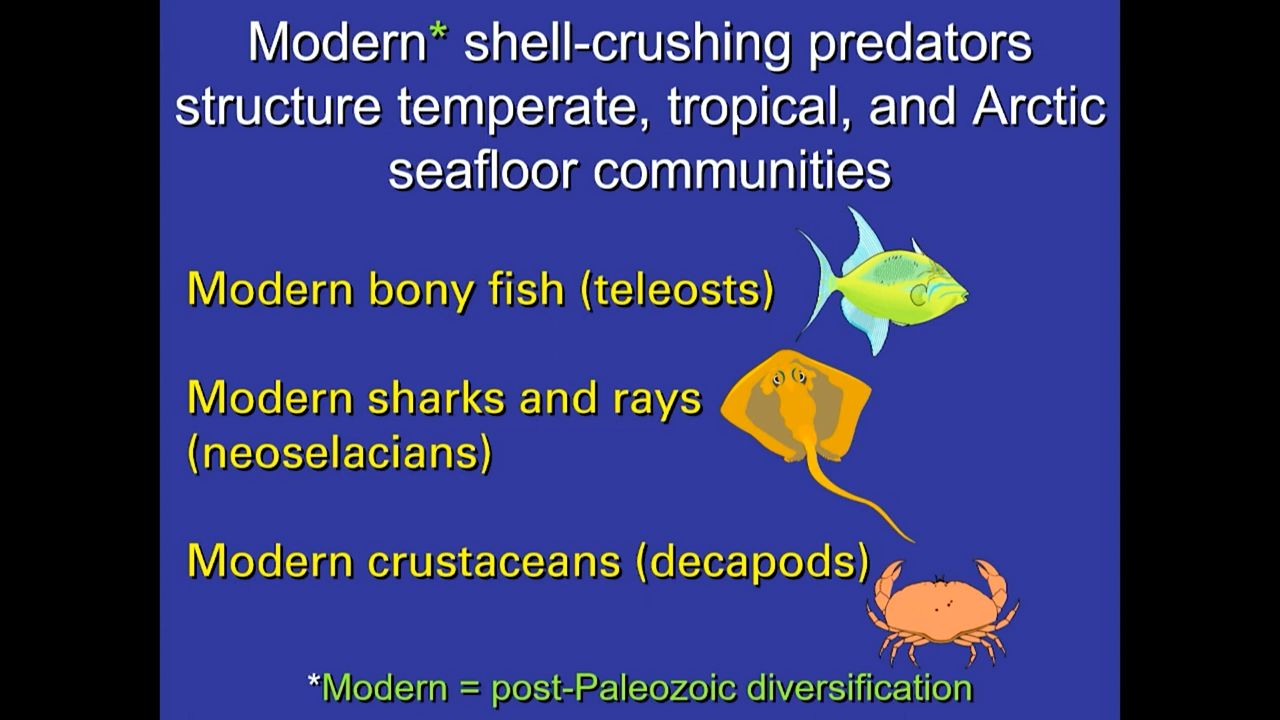 Modern* shell-crushing predators
structure temperate, tropical, and Arctic
seafloor communities
Modern bony fish (teleosts)
Modern sharks and rays
(neoselacians)
Modern crustaceans (decapods)
*Modern = post-Paleozoic diversification